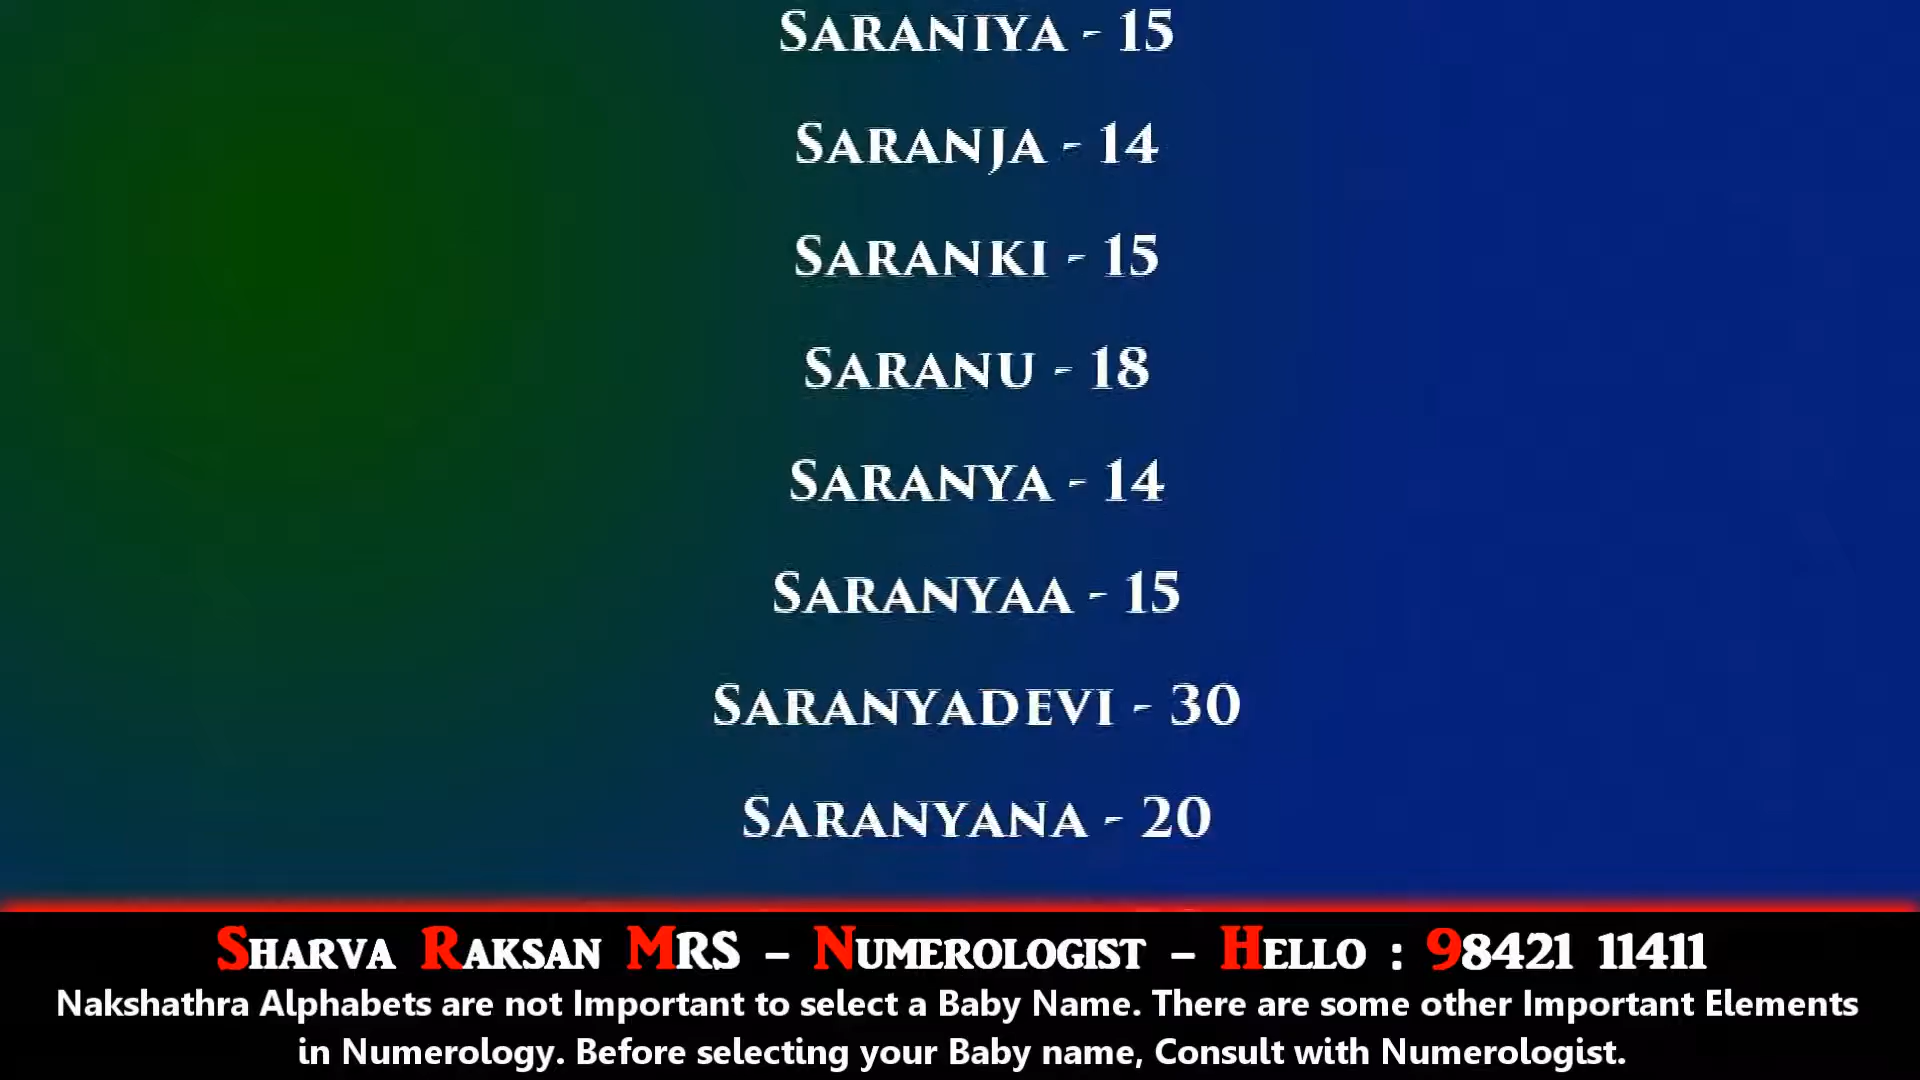 Saraniya - 15
Saranja - 14
Saranki - 15
Saranu - 18
Saranya - 14
Saranyaa - 15
Saranyadevi - 30
Saranyana - 20
Sharva Raksan MRS – Numerologist – Hello : 98421 11411
Nakshathra Alphabets are not Important to select a Baby Name. There are some other Important Elements
in Numerology. Before selecting your Baby name, Consult with Numerologist.